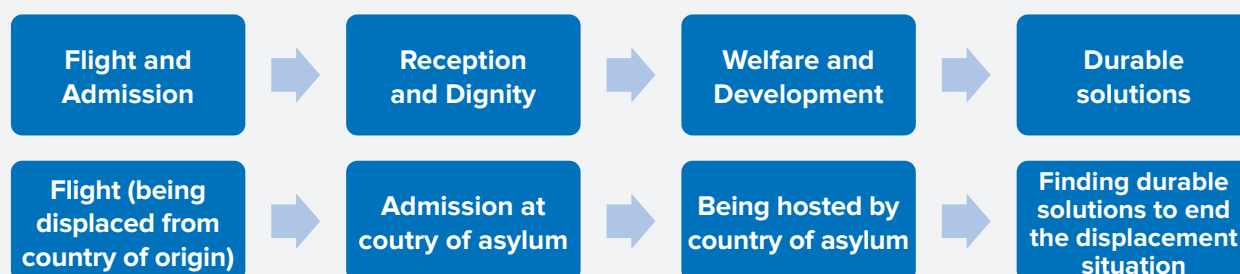 Flight and
Admission
Reception
and Dignity
Welfare and
Development
Durable
solutions
Flight (being
displaced from
country of origin)
Admission at
coutry of asylum
Being hosted by
country of asylum
Finding durable
solutions to end
the displacement
situation